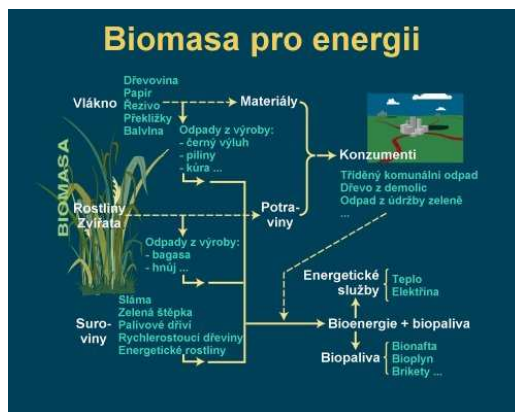 Biomasa pro energii
BIOMASA
Vlákno
Dřevovina
Papír
Řezivo
Překližky
Balvlna
Materiály
Odpady z výroby:
- černý výluh
- piliny
- kůra ...
Konzumenti
Tříděný komunální odpad
Dřevo z demolic
Odpad z údržby zeleně
...
Rostliny
Zvířata
Potra-
viny
Odpady z výroby:
- bagasa
- hnůj ...
Energetické
služby
Teplo
Elektřina
Suro-
viny
Sláma
Zelená štěpka
Palivové dříví
Rychlerostoucí dřeviny
Energetické rostliny
Bioenergie + biopaliva
Biopaliva
Bionafta
Bioplyn
Brikety ...